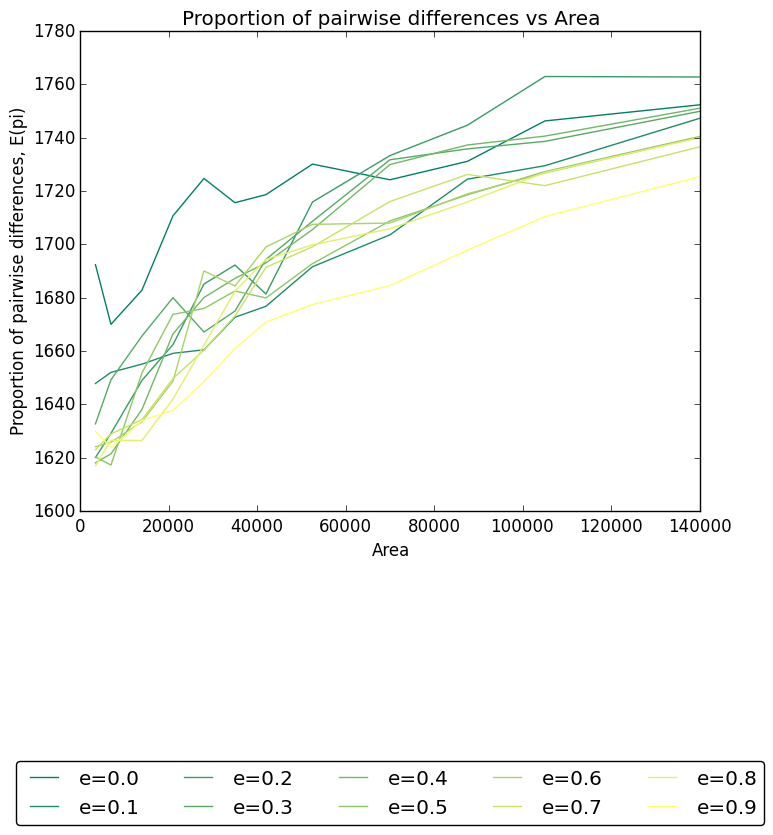 Proportion of pairwise differences vs Area
1780
1760
1740
1720
1700
1680
1660
1640
1620
1600
Proportion of pairwise differences, E(pi)
0 20000 40000 60000 80000 100000 120000 140000
Area
e=0.0 e=0.2 e=0.4 e=0.6 e=0.8
e=0.1 e=0.3 e=0.5 e=0.7 e=0.9